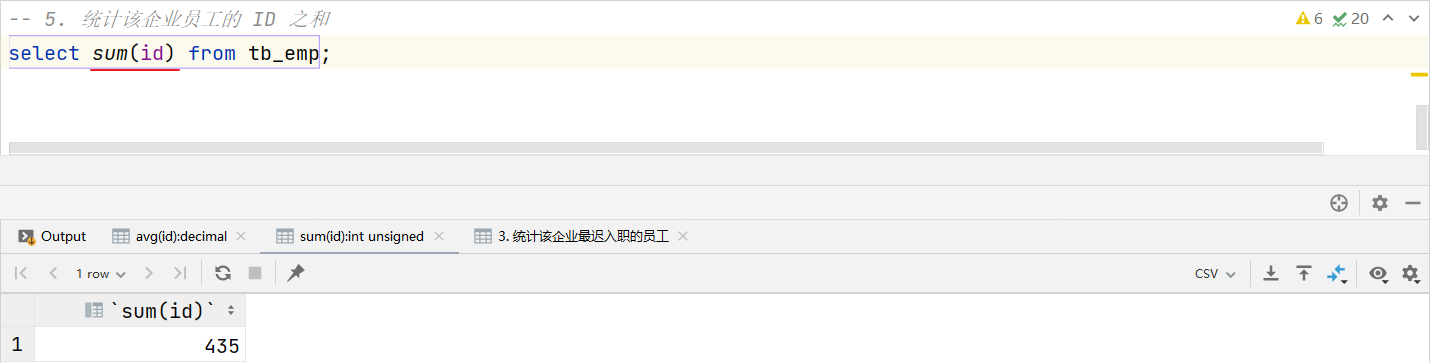 -- 5. 统计该企业员工的 ID 之和
6 20
select sum(id) from tb_emp;
Output avg(id):decimal sum(id):int unsigned 3. 统计该企业最迟入职的员工
1 row CSV
`sum(id)`
1 435